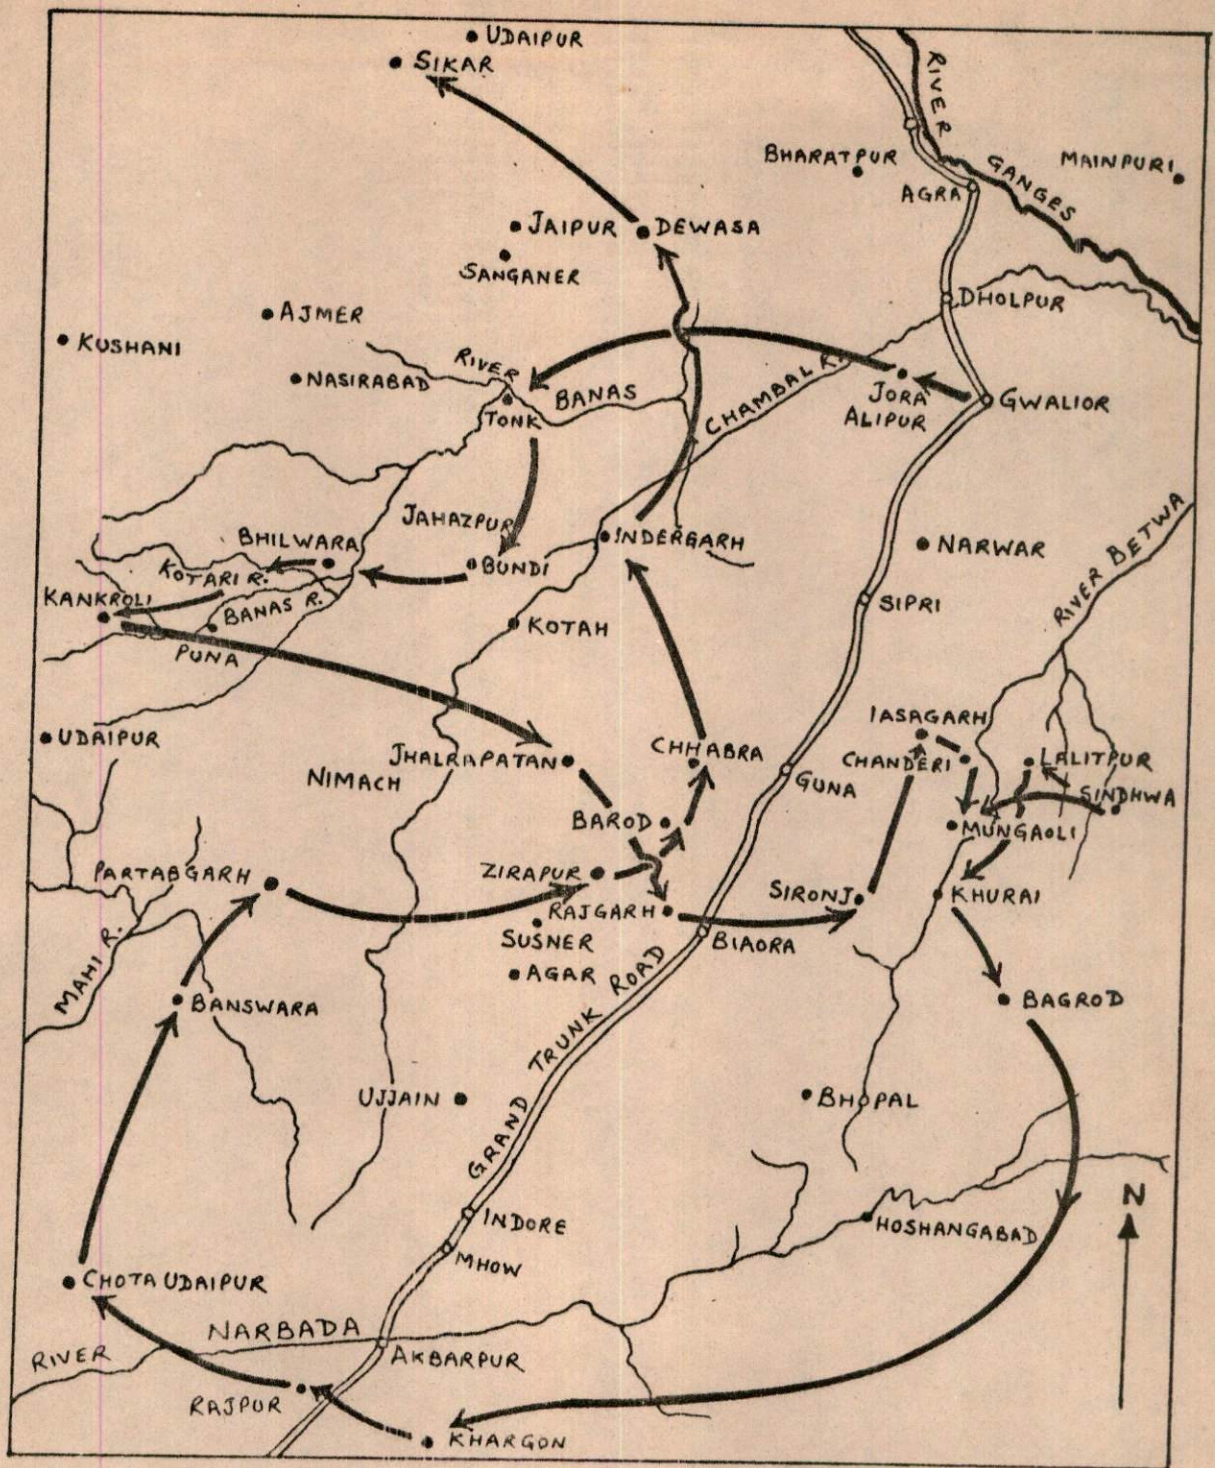 UDAIPUR
SIKAR
RIVER
GANGES
BHARATPUR
MAINPURI
AGRA
JAIPUR
DEWASA
SANGANER
DHOLPUR
AJMER
KUSHANI
RIVER
BANAS
NASIRABAD
TONK
CHAMBAL R.
JORA
ALIPUR
GWALIOR
JAHAZPUR
BHILWARA
INDERGARH
NARWAR
RIVER BETWA
KOTARI R.
BUNDI
KANKROLI
BANAS R.
SIPRI
KOTAH
PUNA
UDAIPUR
IASAGARH
JHALRAPATAN
CHHABRA
CHANDERI
LALITPUR
NIMACH
GUNA
SINDHWA
BAROD
MUNGAOLI
PARTABGARH
ZIRAPUR
SIRONJ
KHURAI
RAJGARH
SUSNER
BIAORA
MAHI R.
AGAR
BANSWARA
BAGROD
GRAND TRUNK ROAD
UJJAIN
BHOPAL
N
INDORE
HOSHANGABAD
MHOW
CHOTA UDAIPUR
RIVER NARBADA
AKBARPUR
RAJPUR
KHARGON